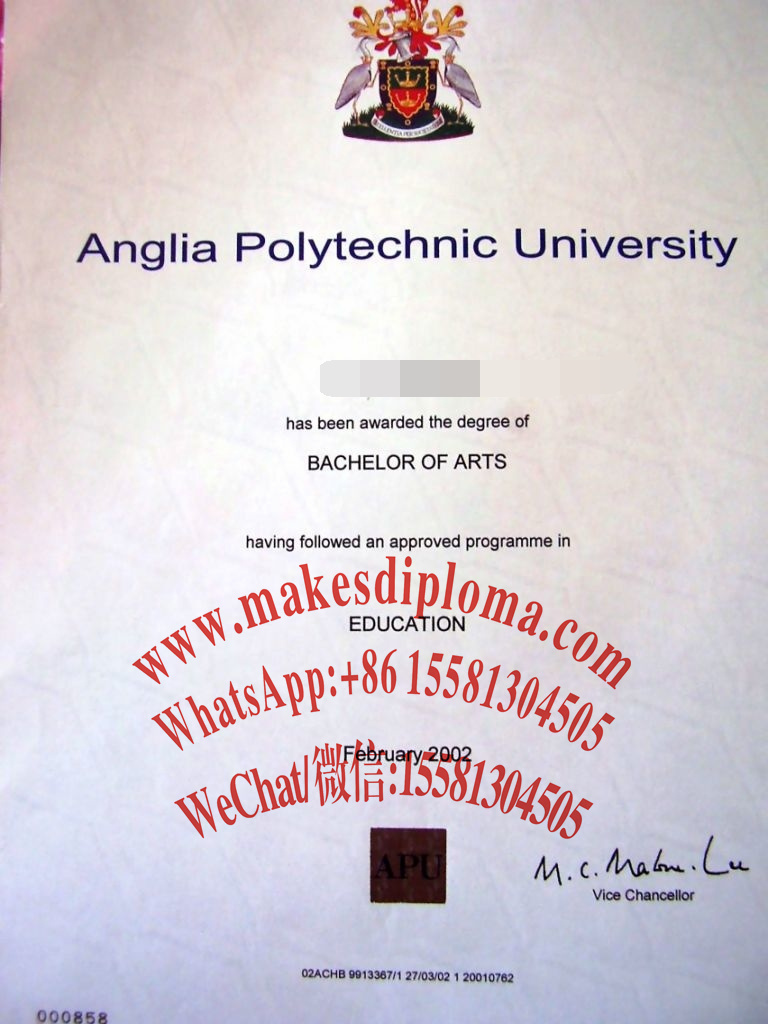 Anglia Polytechnic University
has been awarded the degree of
BACHELOR OF ARTS
having followed an approved programme in
www.makesdiploma.com
EDUCATION
WhatsApp:+86 15581304505
February 2002
WeChat/微信:15581304505
APU
M.C. Malone-Lee
Vice Chancellor
02ACHB 9913367/1 27/03/02 1 20010762
000858